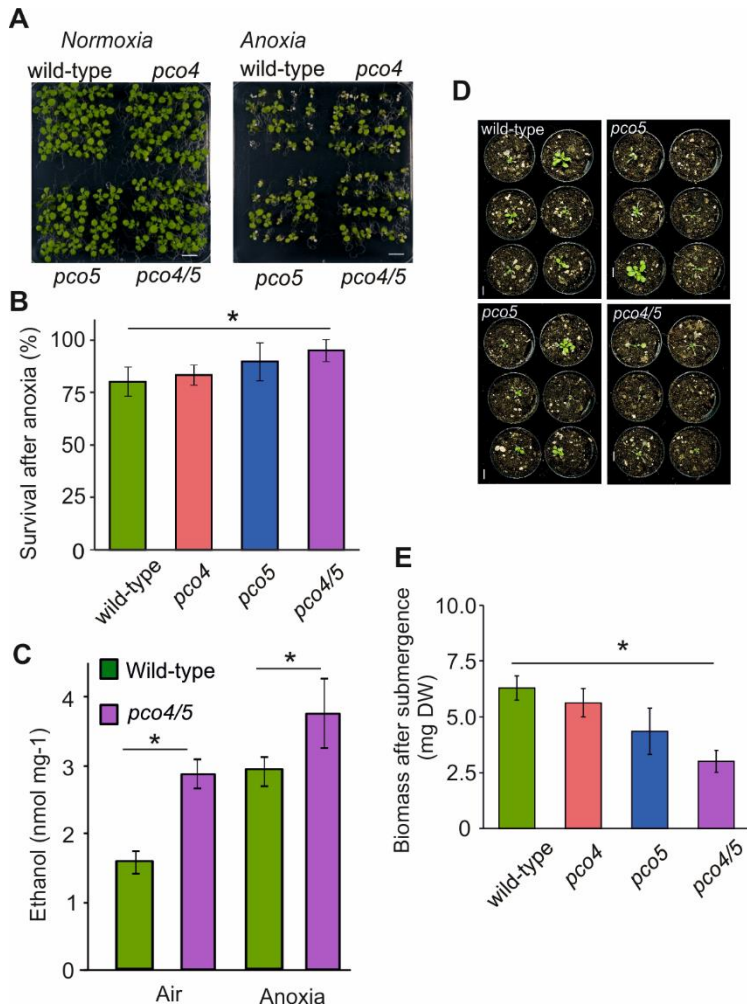 A
Normoxia
Anoxia
wild-type
pco4
wild-type
pco4
pco5
pco4/5
pco5
pco4/5
B
*
Survival after anoxia (%)
100
75
50
75
0
wild-type
pco4
pco5
pco4/5
C
Wild-type
pco4/5
*
*
Ethanol (nmol mg-1)
4
3
2
1
0
Air
Anoxia
D
wild-type
pco5
pco5
pco4/5
E
*
Biomass after submergence
(mg DW)
10.0
7.5
5.0
2.5
0
wild-type
pco4
pco5
pco4/5